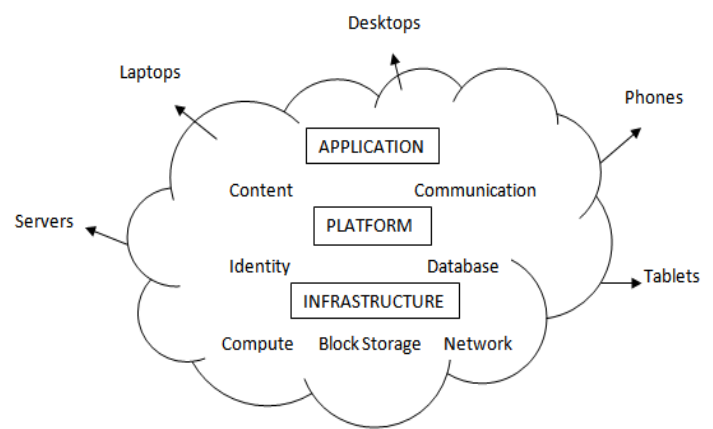 Desktops
Laptops
Phones
APPLICATION
Content Communication
Servers
PLATFORM
Identity Database
Tablets
INFRASTRUCTURE
Compute Block Storage Network